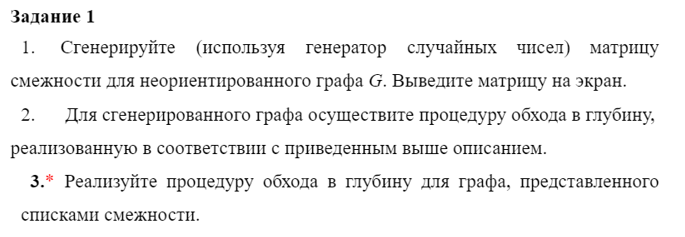 Задание 1
1. Сгенерируйте (используя генератор случайных чисел) матрицу
смежности для неориентированного графа G. Выведите матрицу на экран.
2. Для сгенерированного графа осуществите процедуру обхода в глубину,
реализованную в соответствии с приведенным выше описанием.
3.* Реализуйте процедуру обхода в глубину для графа, представленного
списками смежности.